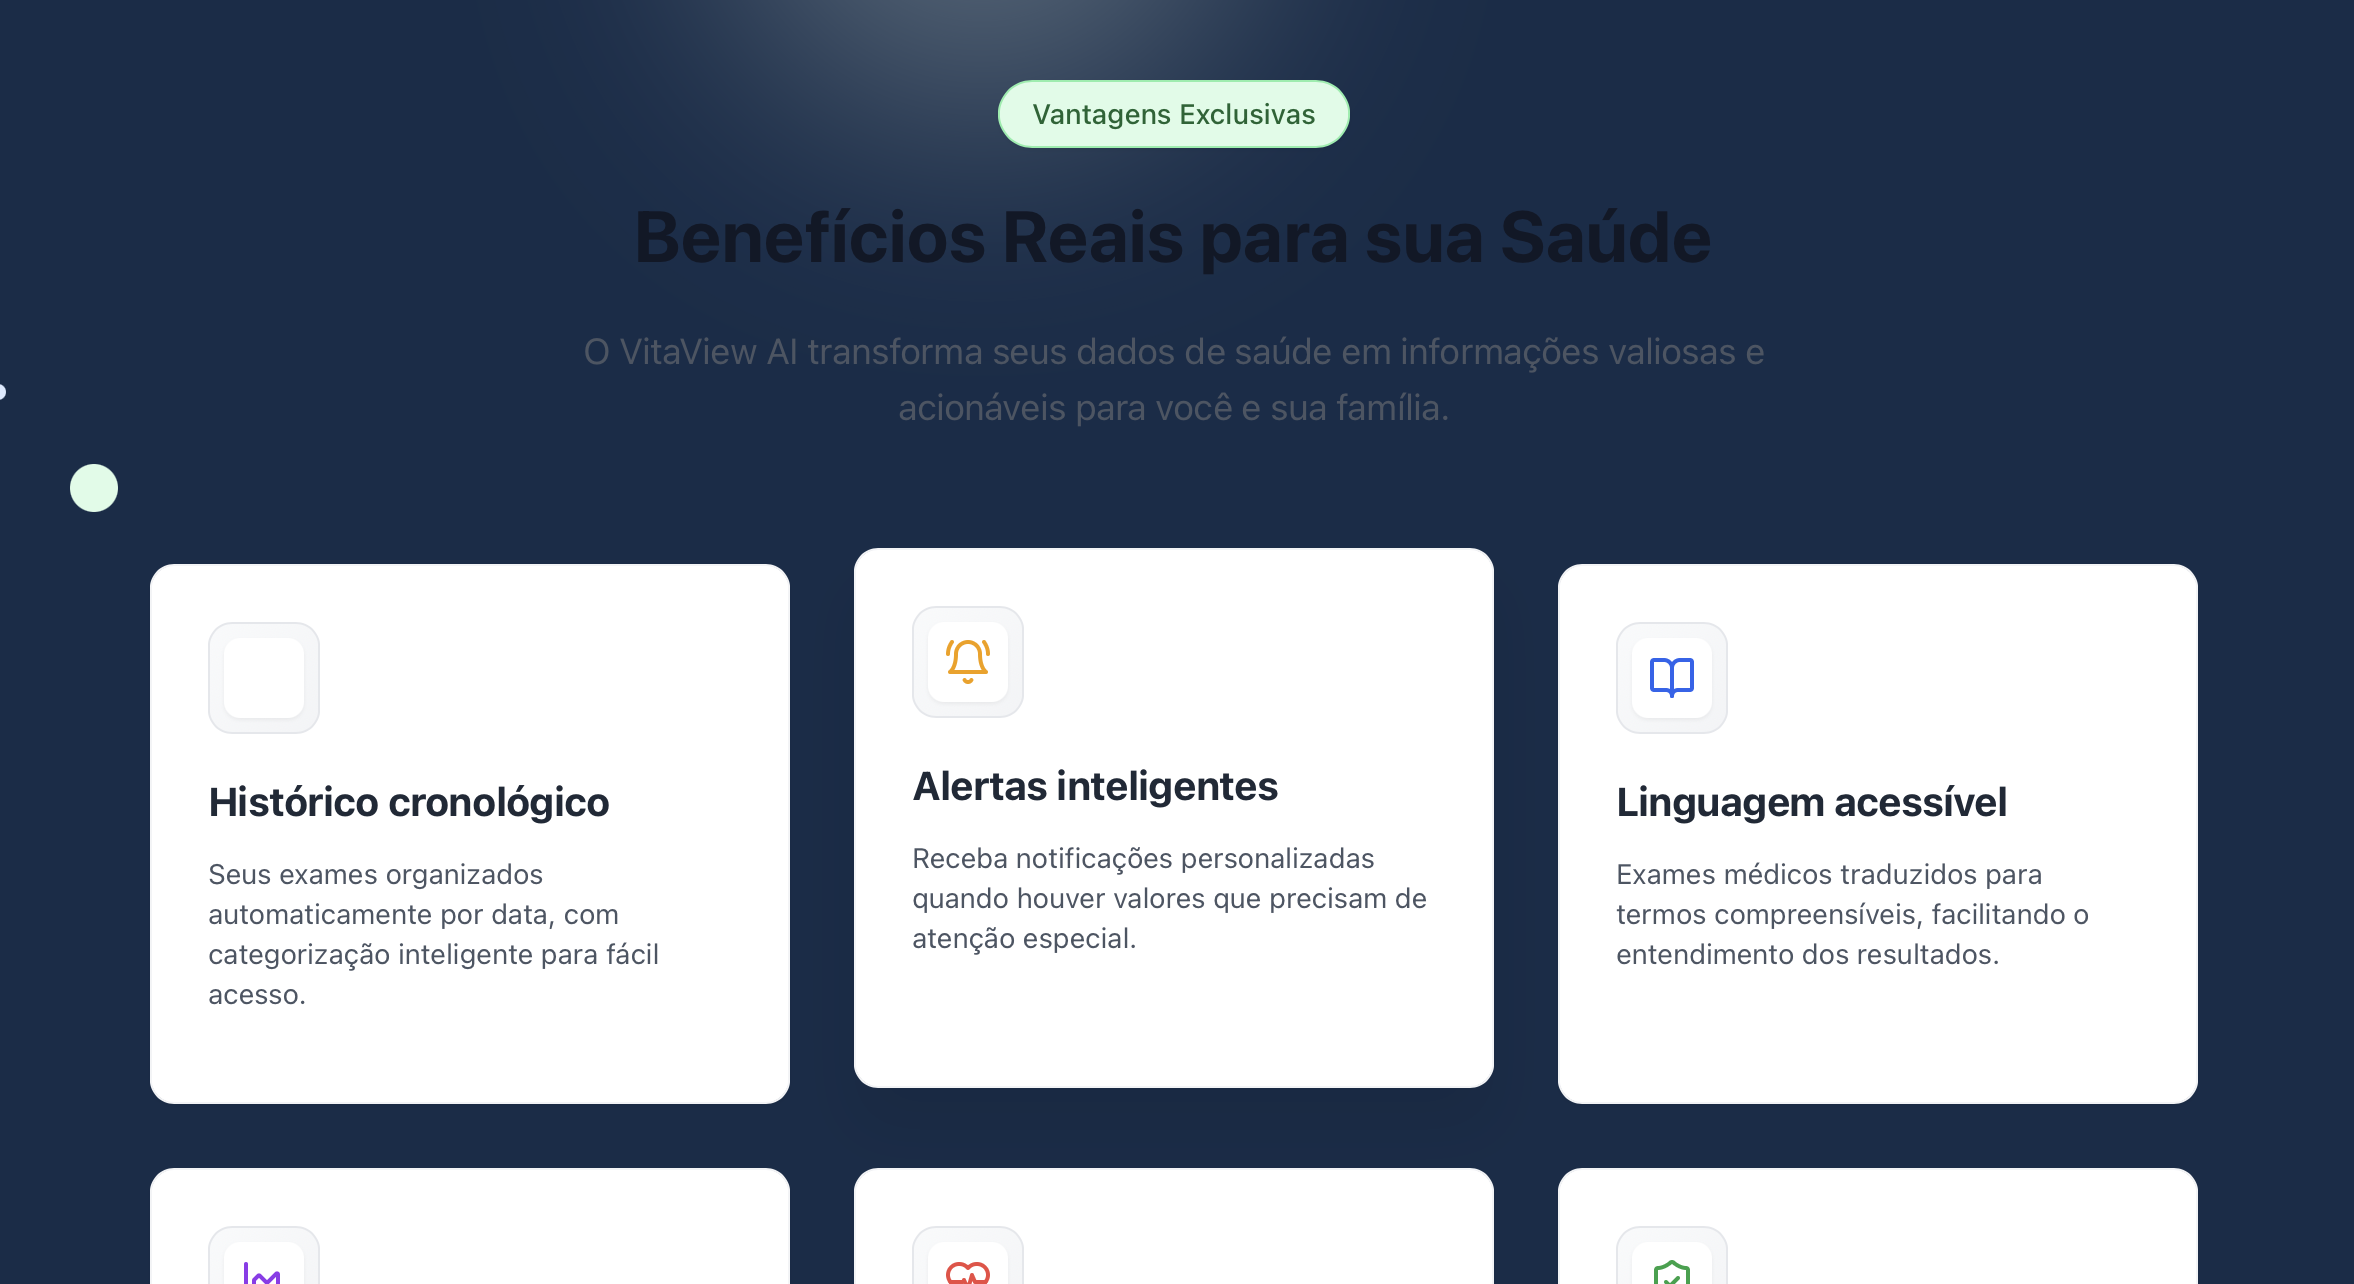 Vantagens Exclusivas
Benefícios Reais para sua Saúde
O VitaView AI transforma seus dados de saúde em informações valiosas e
acionáveis para você e sua família.
Histórico cronológico
Seus exames organizados
automaticamente por data, com
categorização inteligente para fácil
acesso.
Alertas inteligentes
Receba notificações personalizadas
quando houver valores que precisam de
atenção especial.
Linguagem acessível
Exames médicos traduzidos para
termos compreensíveis, facilitando o
entendimento dos resultados.